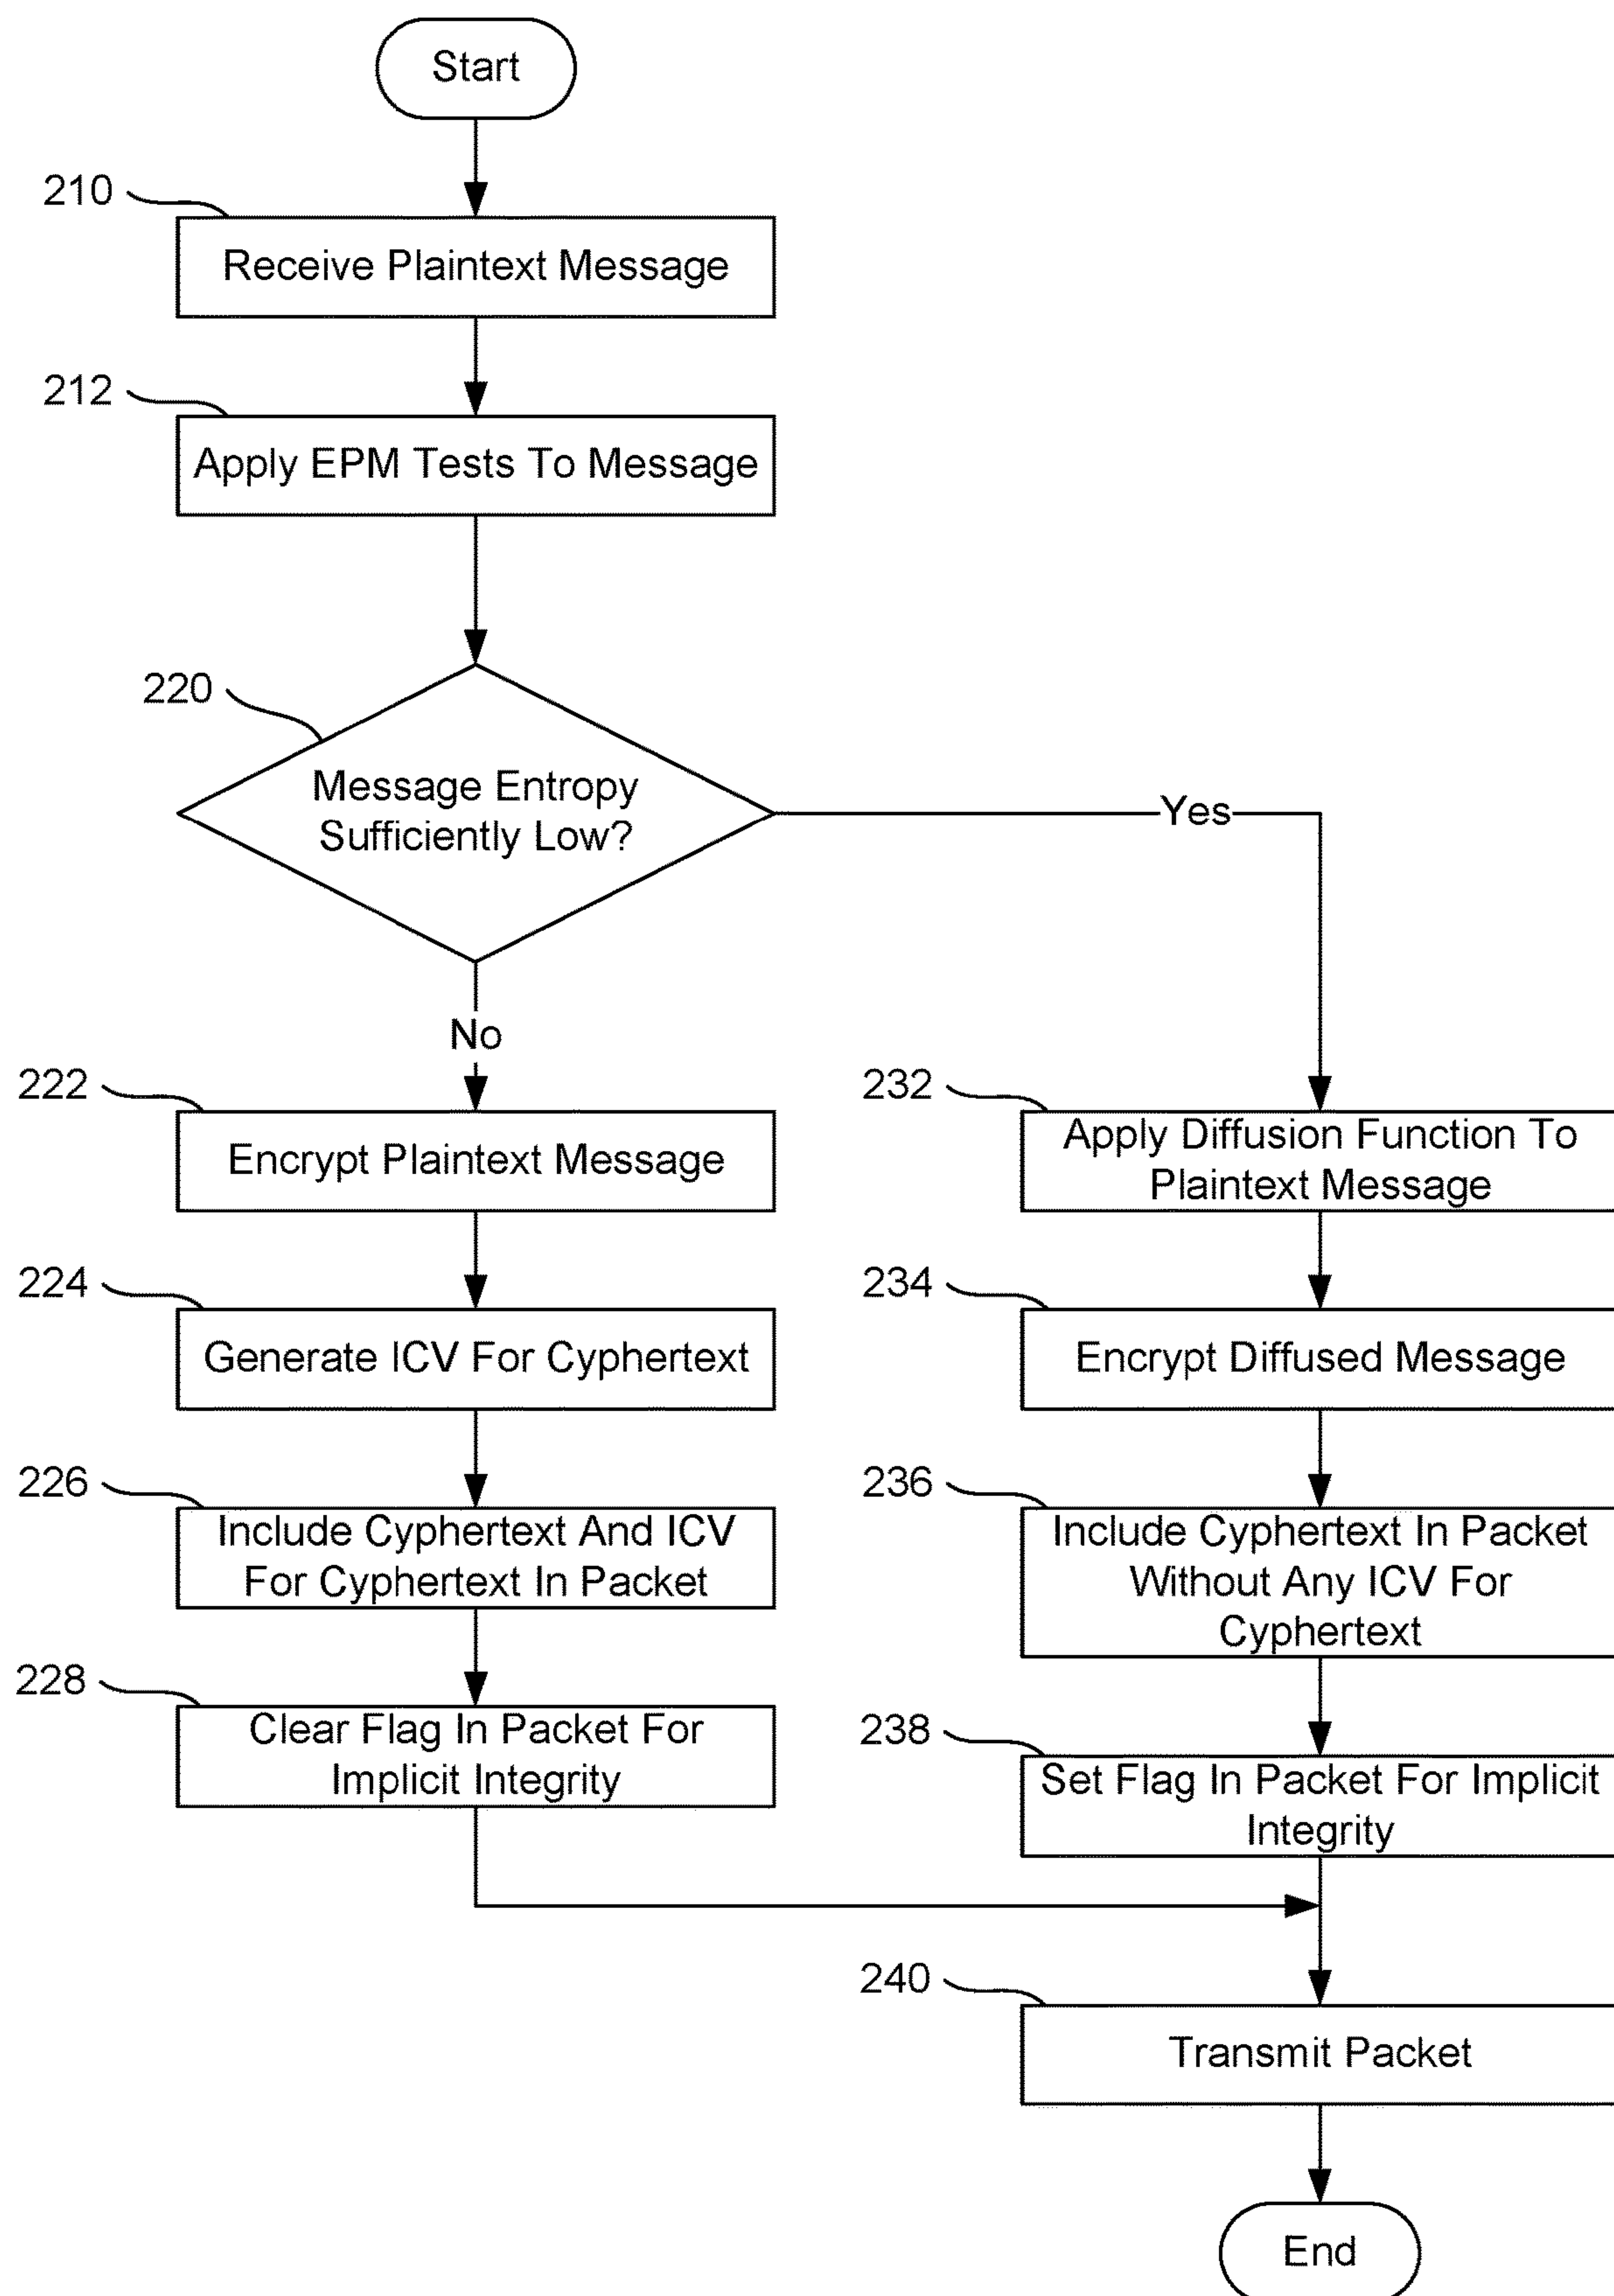 Start
210
Receive Plaintext Message
212
Apply EPM Tests To Message
220
Message Entropy
Sufficiently Low?
Yes
No
222
Encrypt Plaintext Message
224
Generate ICV For Cyphertext
226
Include Cyphertext And ICV
For Cyphertext In Packet
228
Clear Flag In Packet For
Implicit Integrity
232
Apply Diffusion Function To
Plaintext Message
234
Encrypt Diffused Message
236
Include Cyphertext In Packet
Without Any ICV For
Cyphertext
238
Set Flag In Packet For Implicit
Integrity
240
Transmit Packet
End